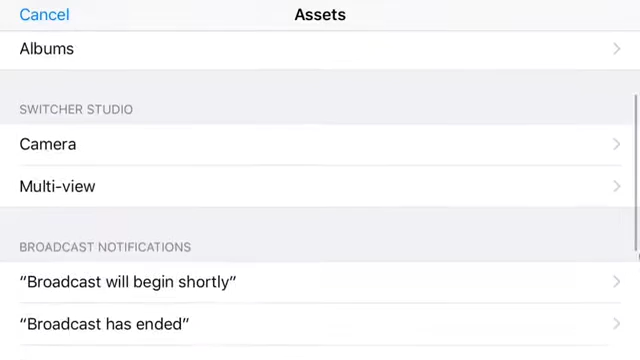 Cancel
Assets
Albums
SWITCHER STUDIO
Camera
Multi-view
BROADCAST NOTIFICATIONS
“Broadcast will begin shortly”
“Broadcast has ended”